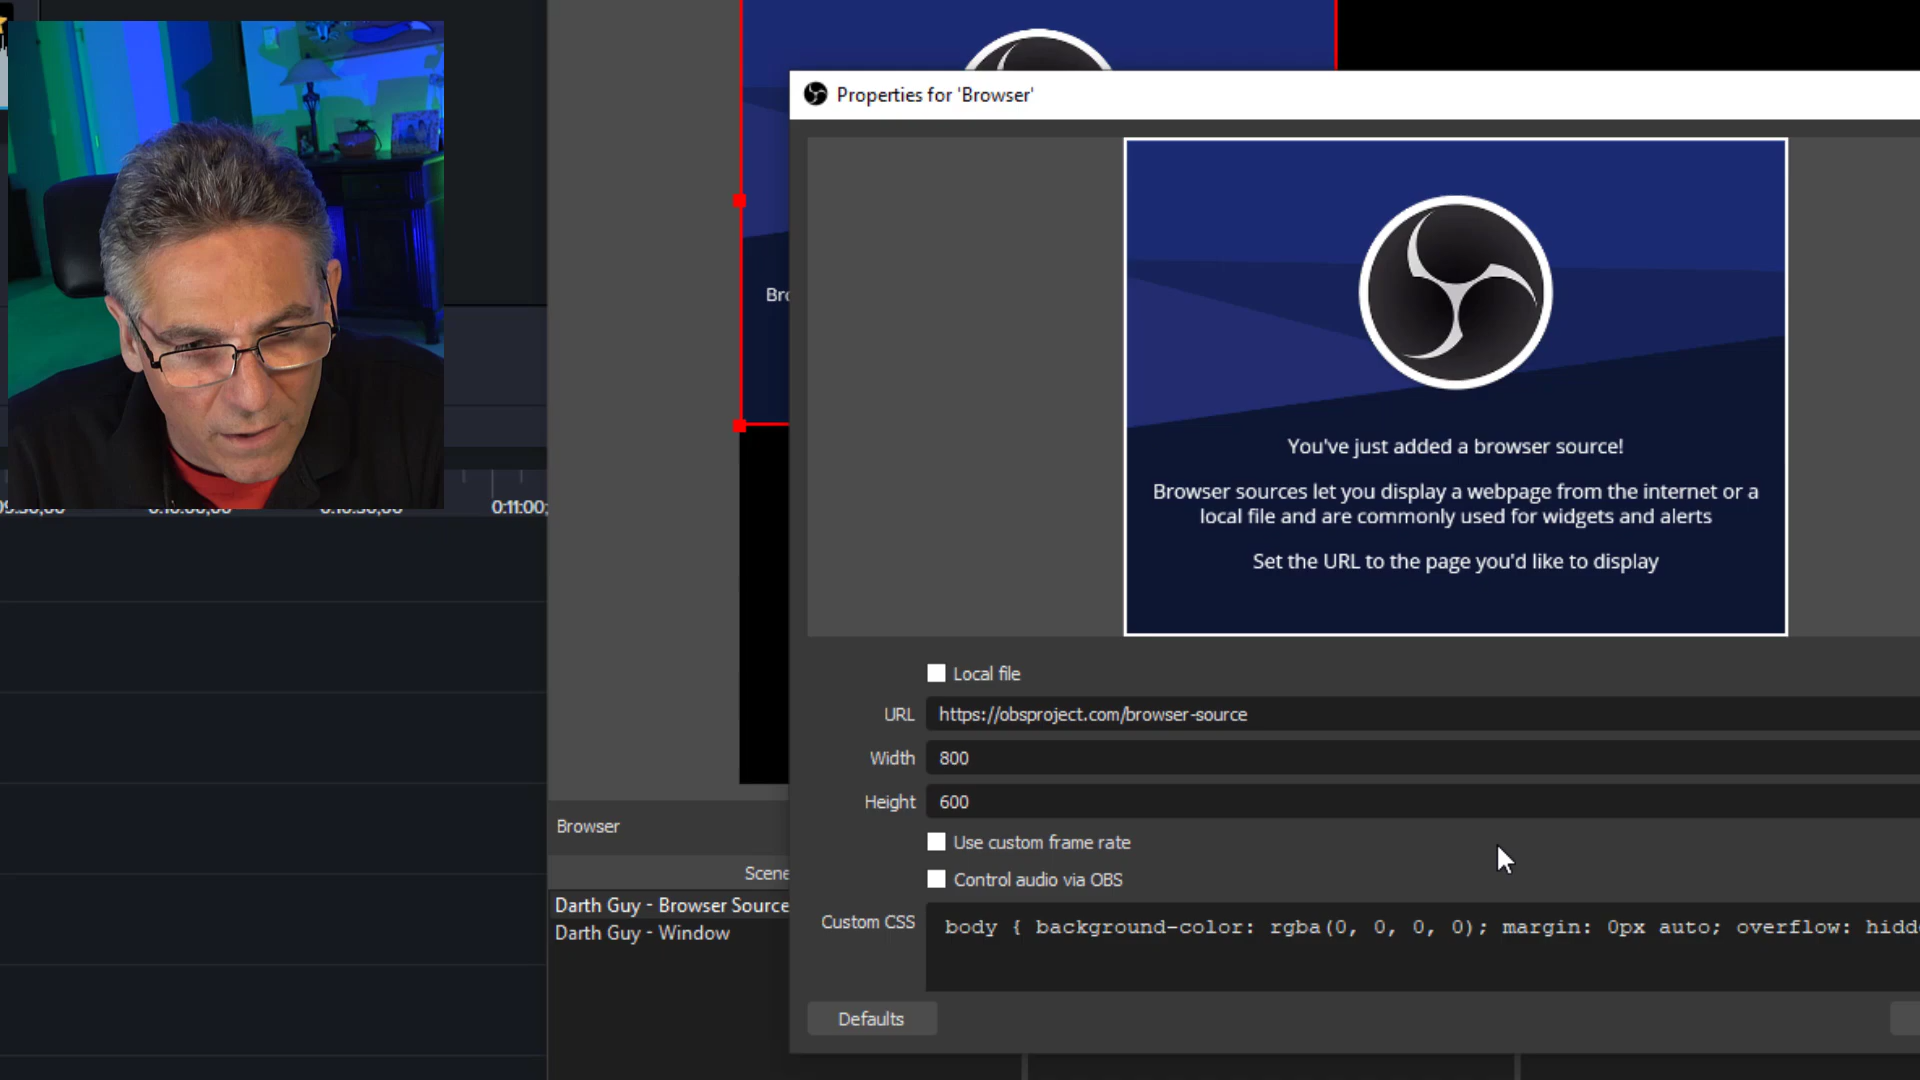 Properties for 'Browser'
You've just added a browser source!
Browser sources let you display a webpage from the internet or a
local file and are commonly used for widgets and alerts
Set the URL to the page you'd like to display
Local file
URL https://obsproject.com/browser-source
Width 800
Height 600
Use custom frame rate
Control audio via OBS
Custom CSS body { background-color: rgba(0, 0, 0, 0); margin: 0px auto; overflow: hidd
Defaults
Bro
0:11:00;
Browser
Scene
Darth Guy - Browser Source
Darth Guy - Window